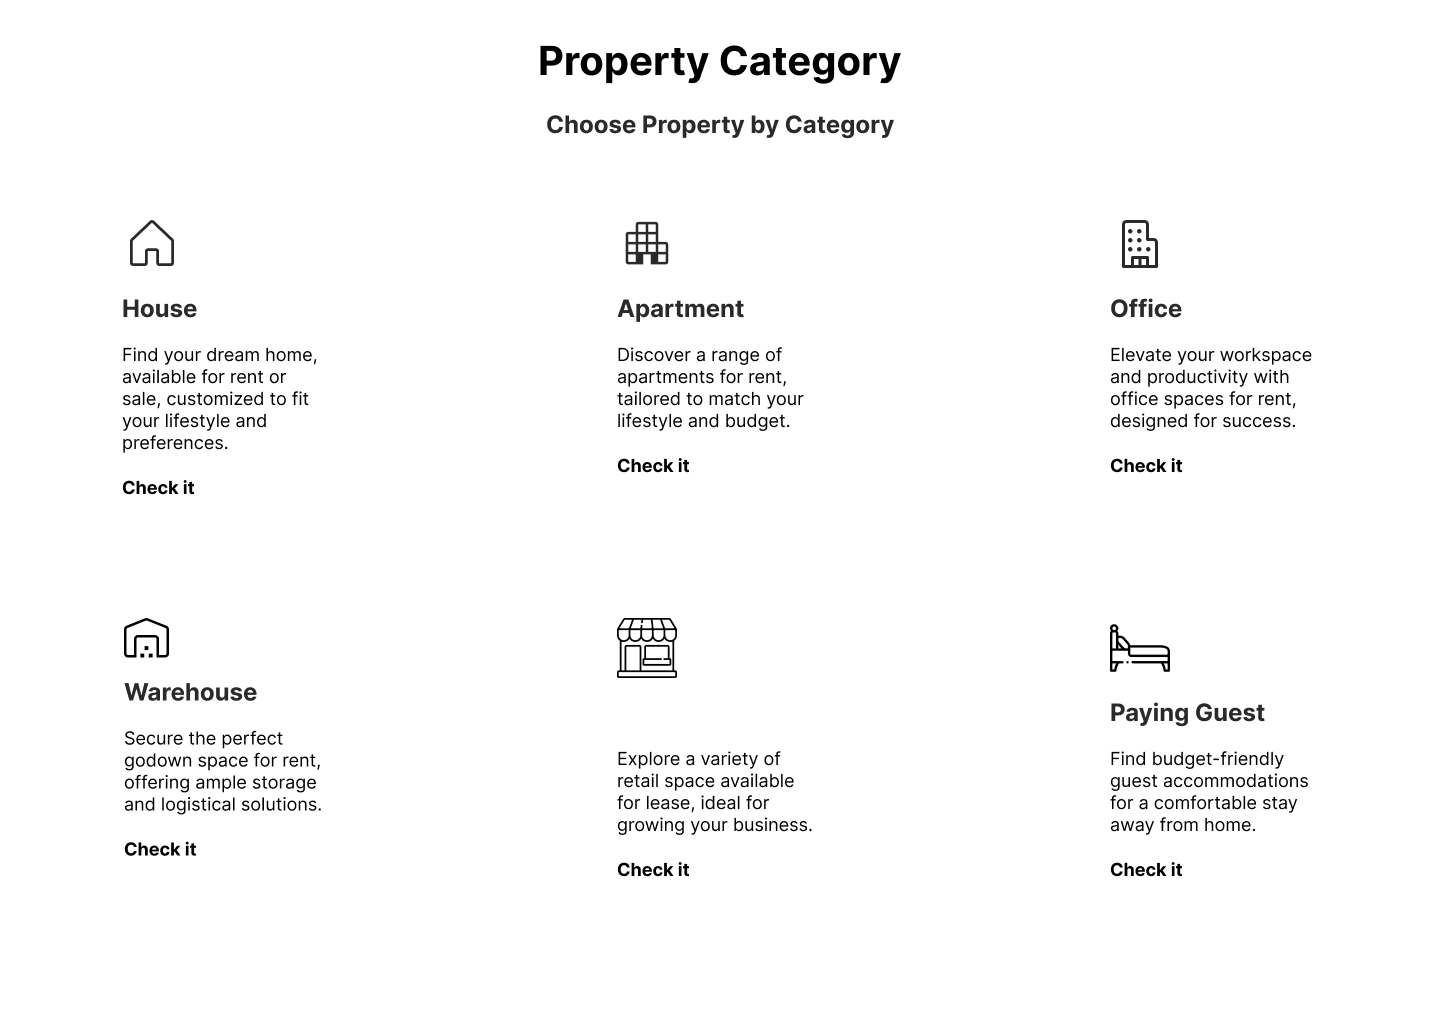 Property Category
Choose Property by Category
House
Find your dream home,
available for rent or
sale, customized to fit
your lifestyle and
preferences.
Check it
Apartment
Discover a range of
apartments for rent,
tailored to match your
lifestyle and budget.
Check it
Office
Elevate your workspace
and productivity with
office spaces for rent,
designed for success.
Check it
Warehouse
Secure the perfect
godown space for rent,
offering ample storage
and logistical solutions.
Check it
Explore a variety of
retail space available
for lease, ideal for
growing your business.
Check it
Paying Guest
Find budget-friendly
guest accommodations
for a comfortable stay
away from home.
Check it